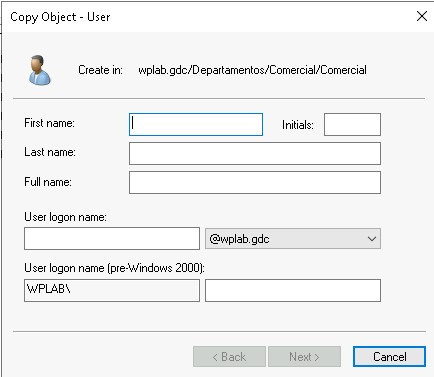 Copy Object - User
Create in: wplab.gdc/Departamentos/Comercial/Comercial
First name: Initials:
Last name:
Full name:
User logon name:
@wplab.gdc
User logon name (pre-Windows 2000):
WPLAB\
< Back Next > Cancel